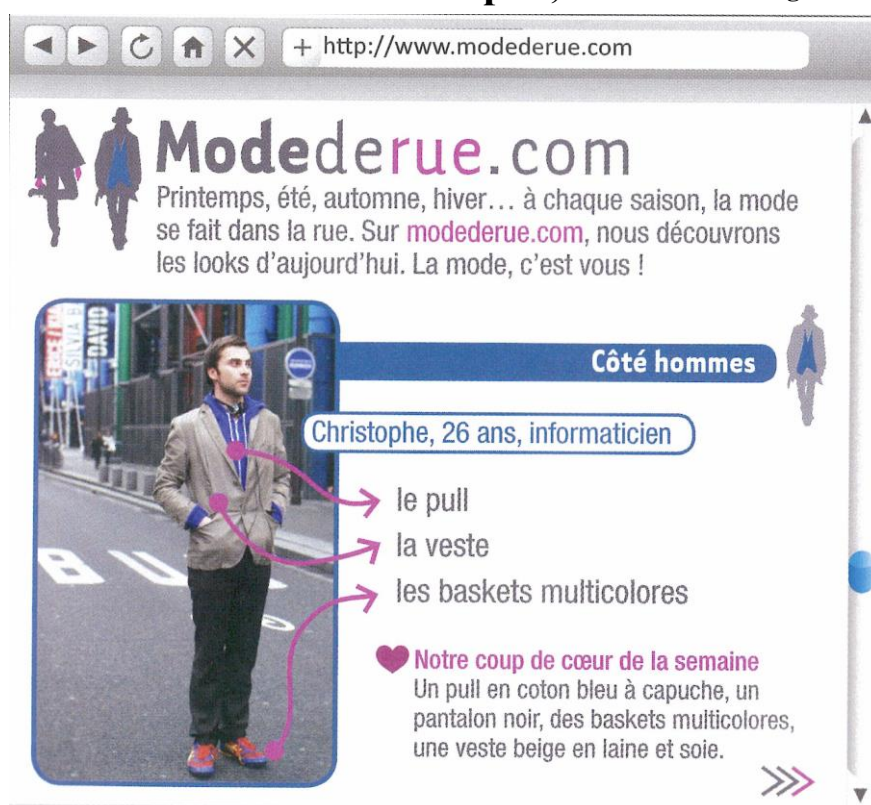 http://www.modederue.com
Modederue.com
Printemps, été, automne, hiver… à chaque saison, la mode
se fait dans la rue. Sur modederue.com, nous découvrons
les looks d’aujourd’hui. La mode, c’est vous !
SILVIA B
DAVID
Côté hommes
Christophe, 26 ans, informaticien
le pull
la veste
les baskets multicolores
BU
Notre coup de cœur de la semaine
Un pull en coton bleu à capuche, un
pantalon noir, des baskets multicolores,
une veste beige en laine et soie.